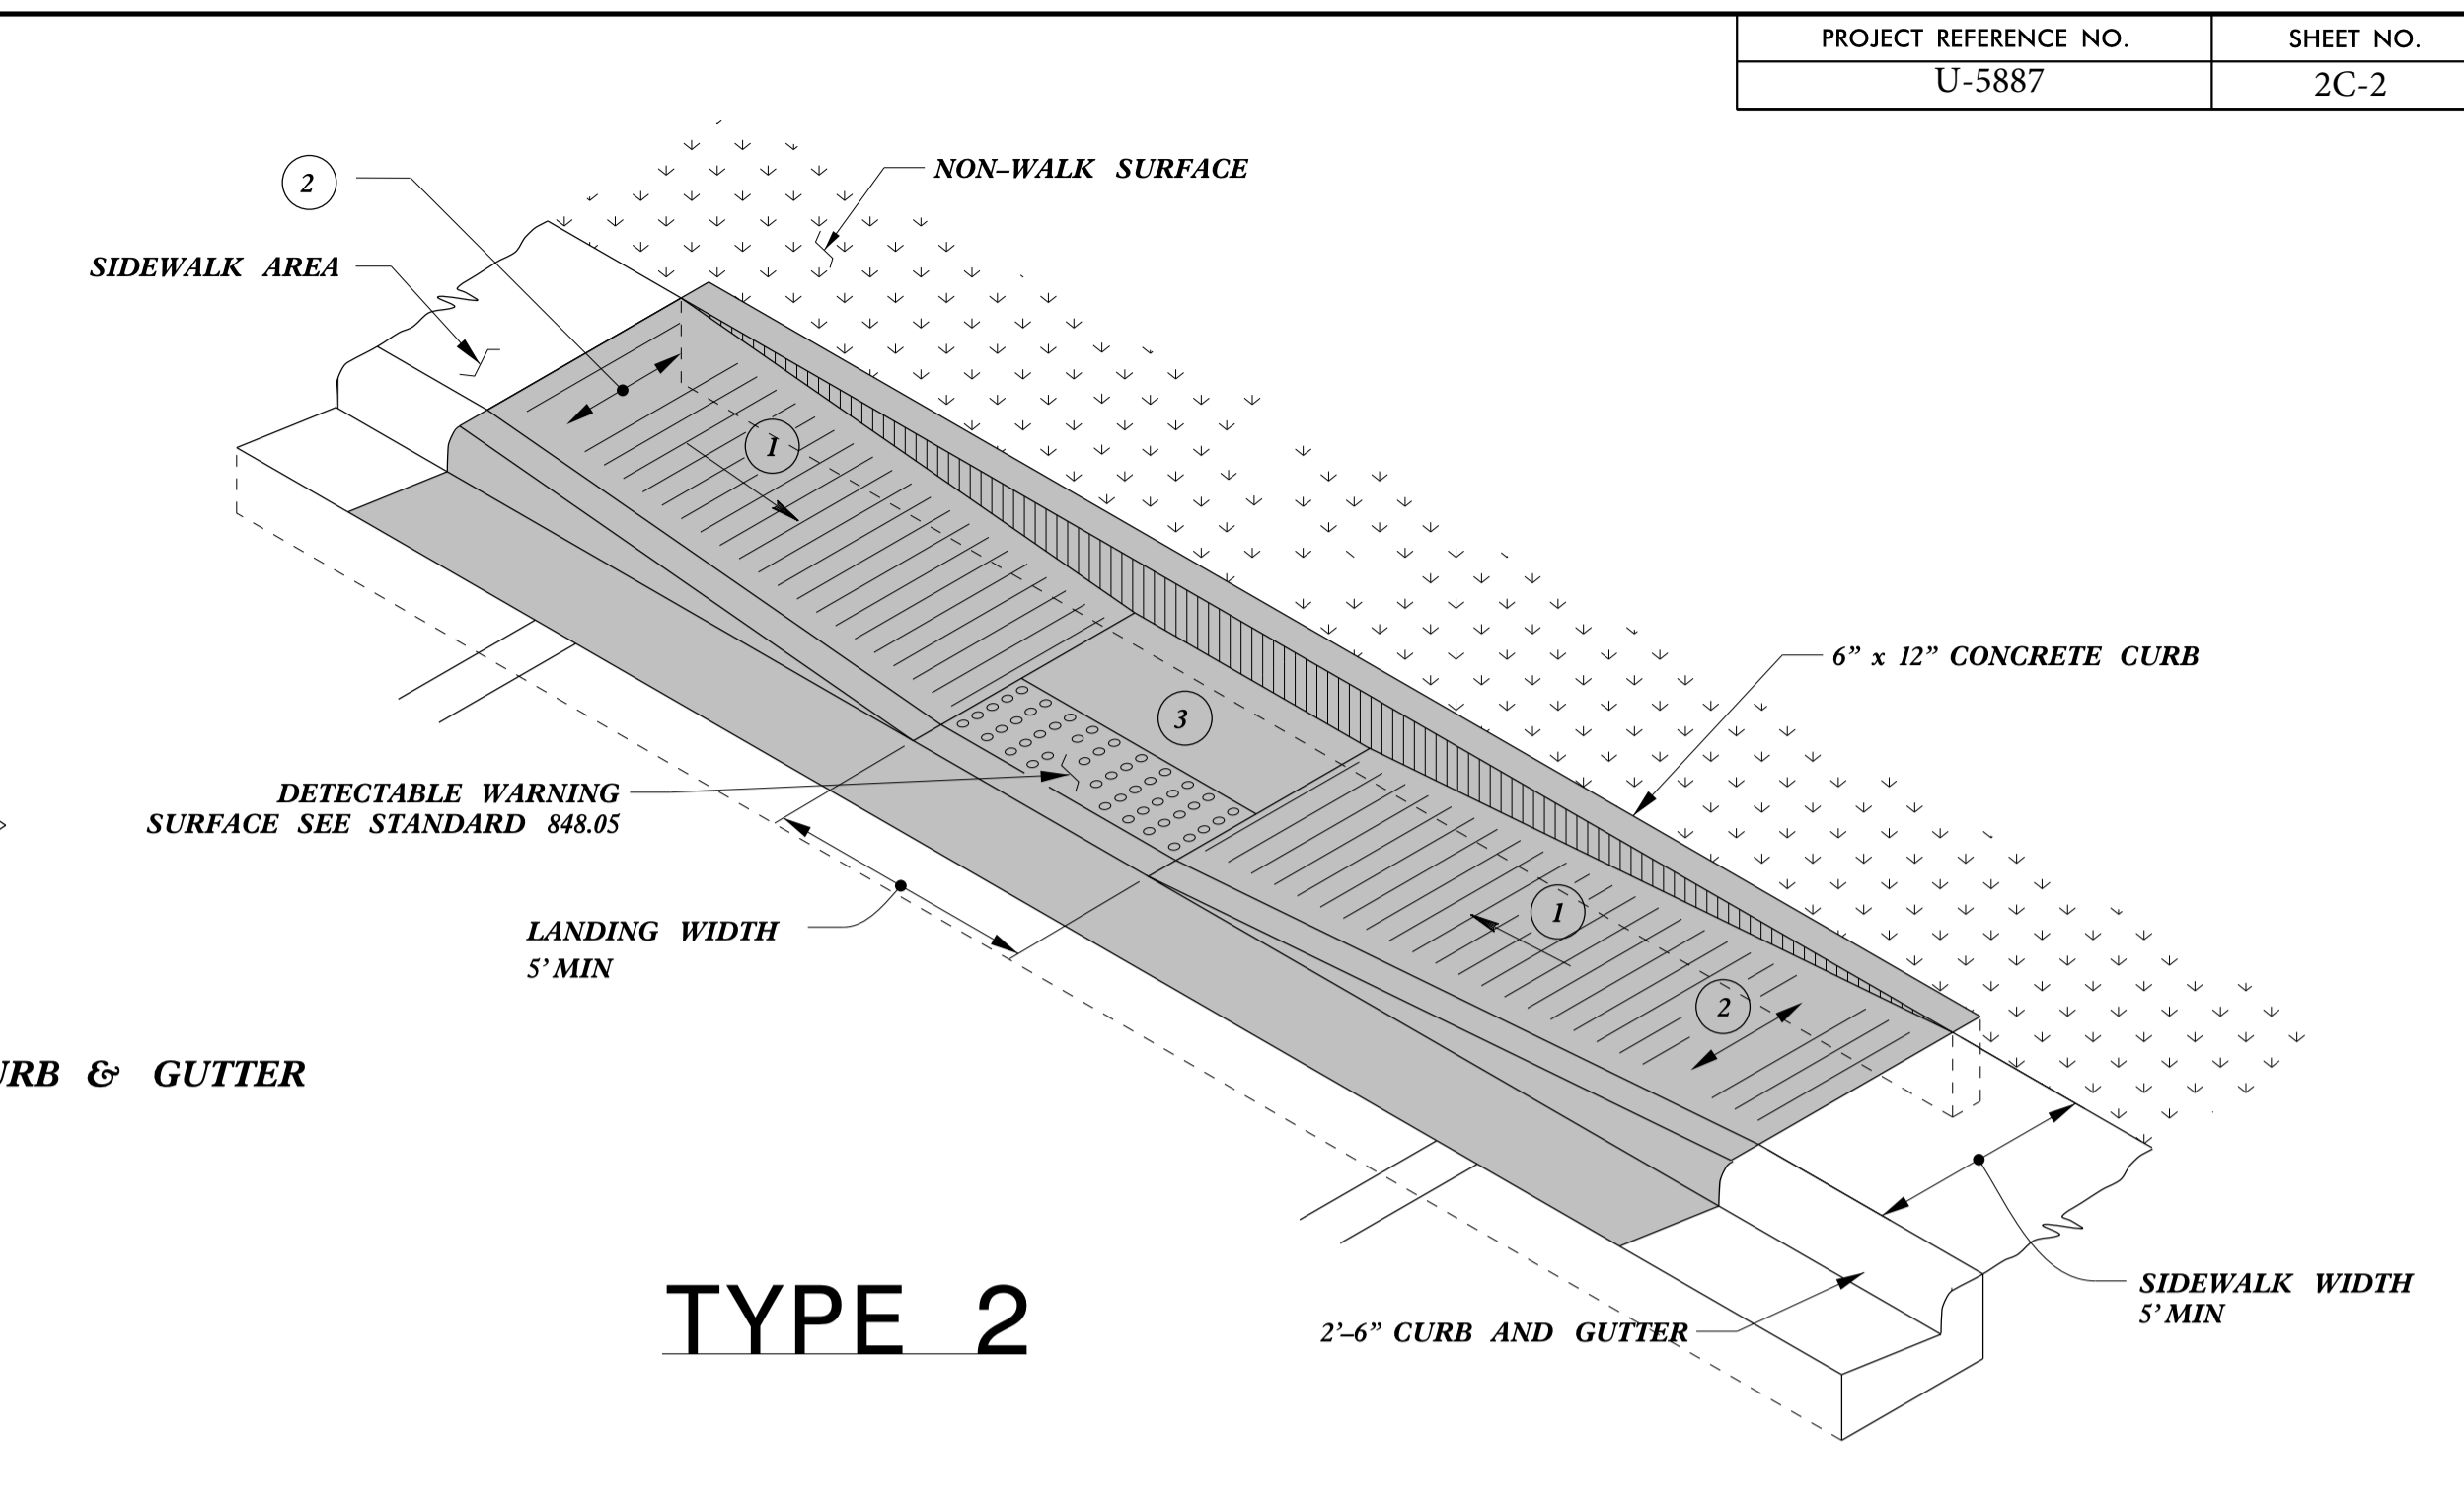 PROJECT REFERENCE NO.
SHEET NO.
U-5887
2C-2
2
NON–WALK SURFACE
SIDEWALK AREA
1
6” x 12” CONCRETE CURB
3
DETECTABLE WARNING
SURFACE SEE STANDARD 848.05
1
LANDING WIDTH
5’ MIN
2
URB & GUTTER
TYPE 2
SIDEWALK WIDTH
5’ MIN
2’–6” CURB AND GUTTER